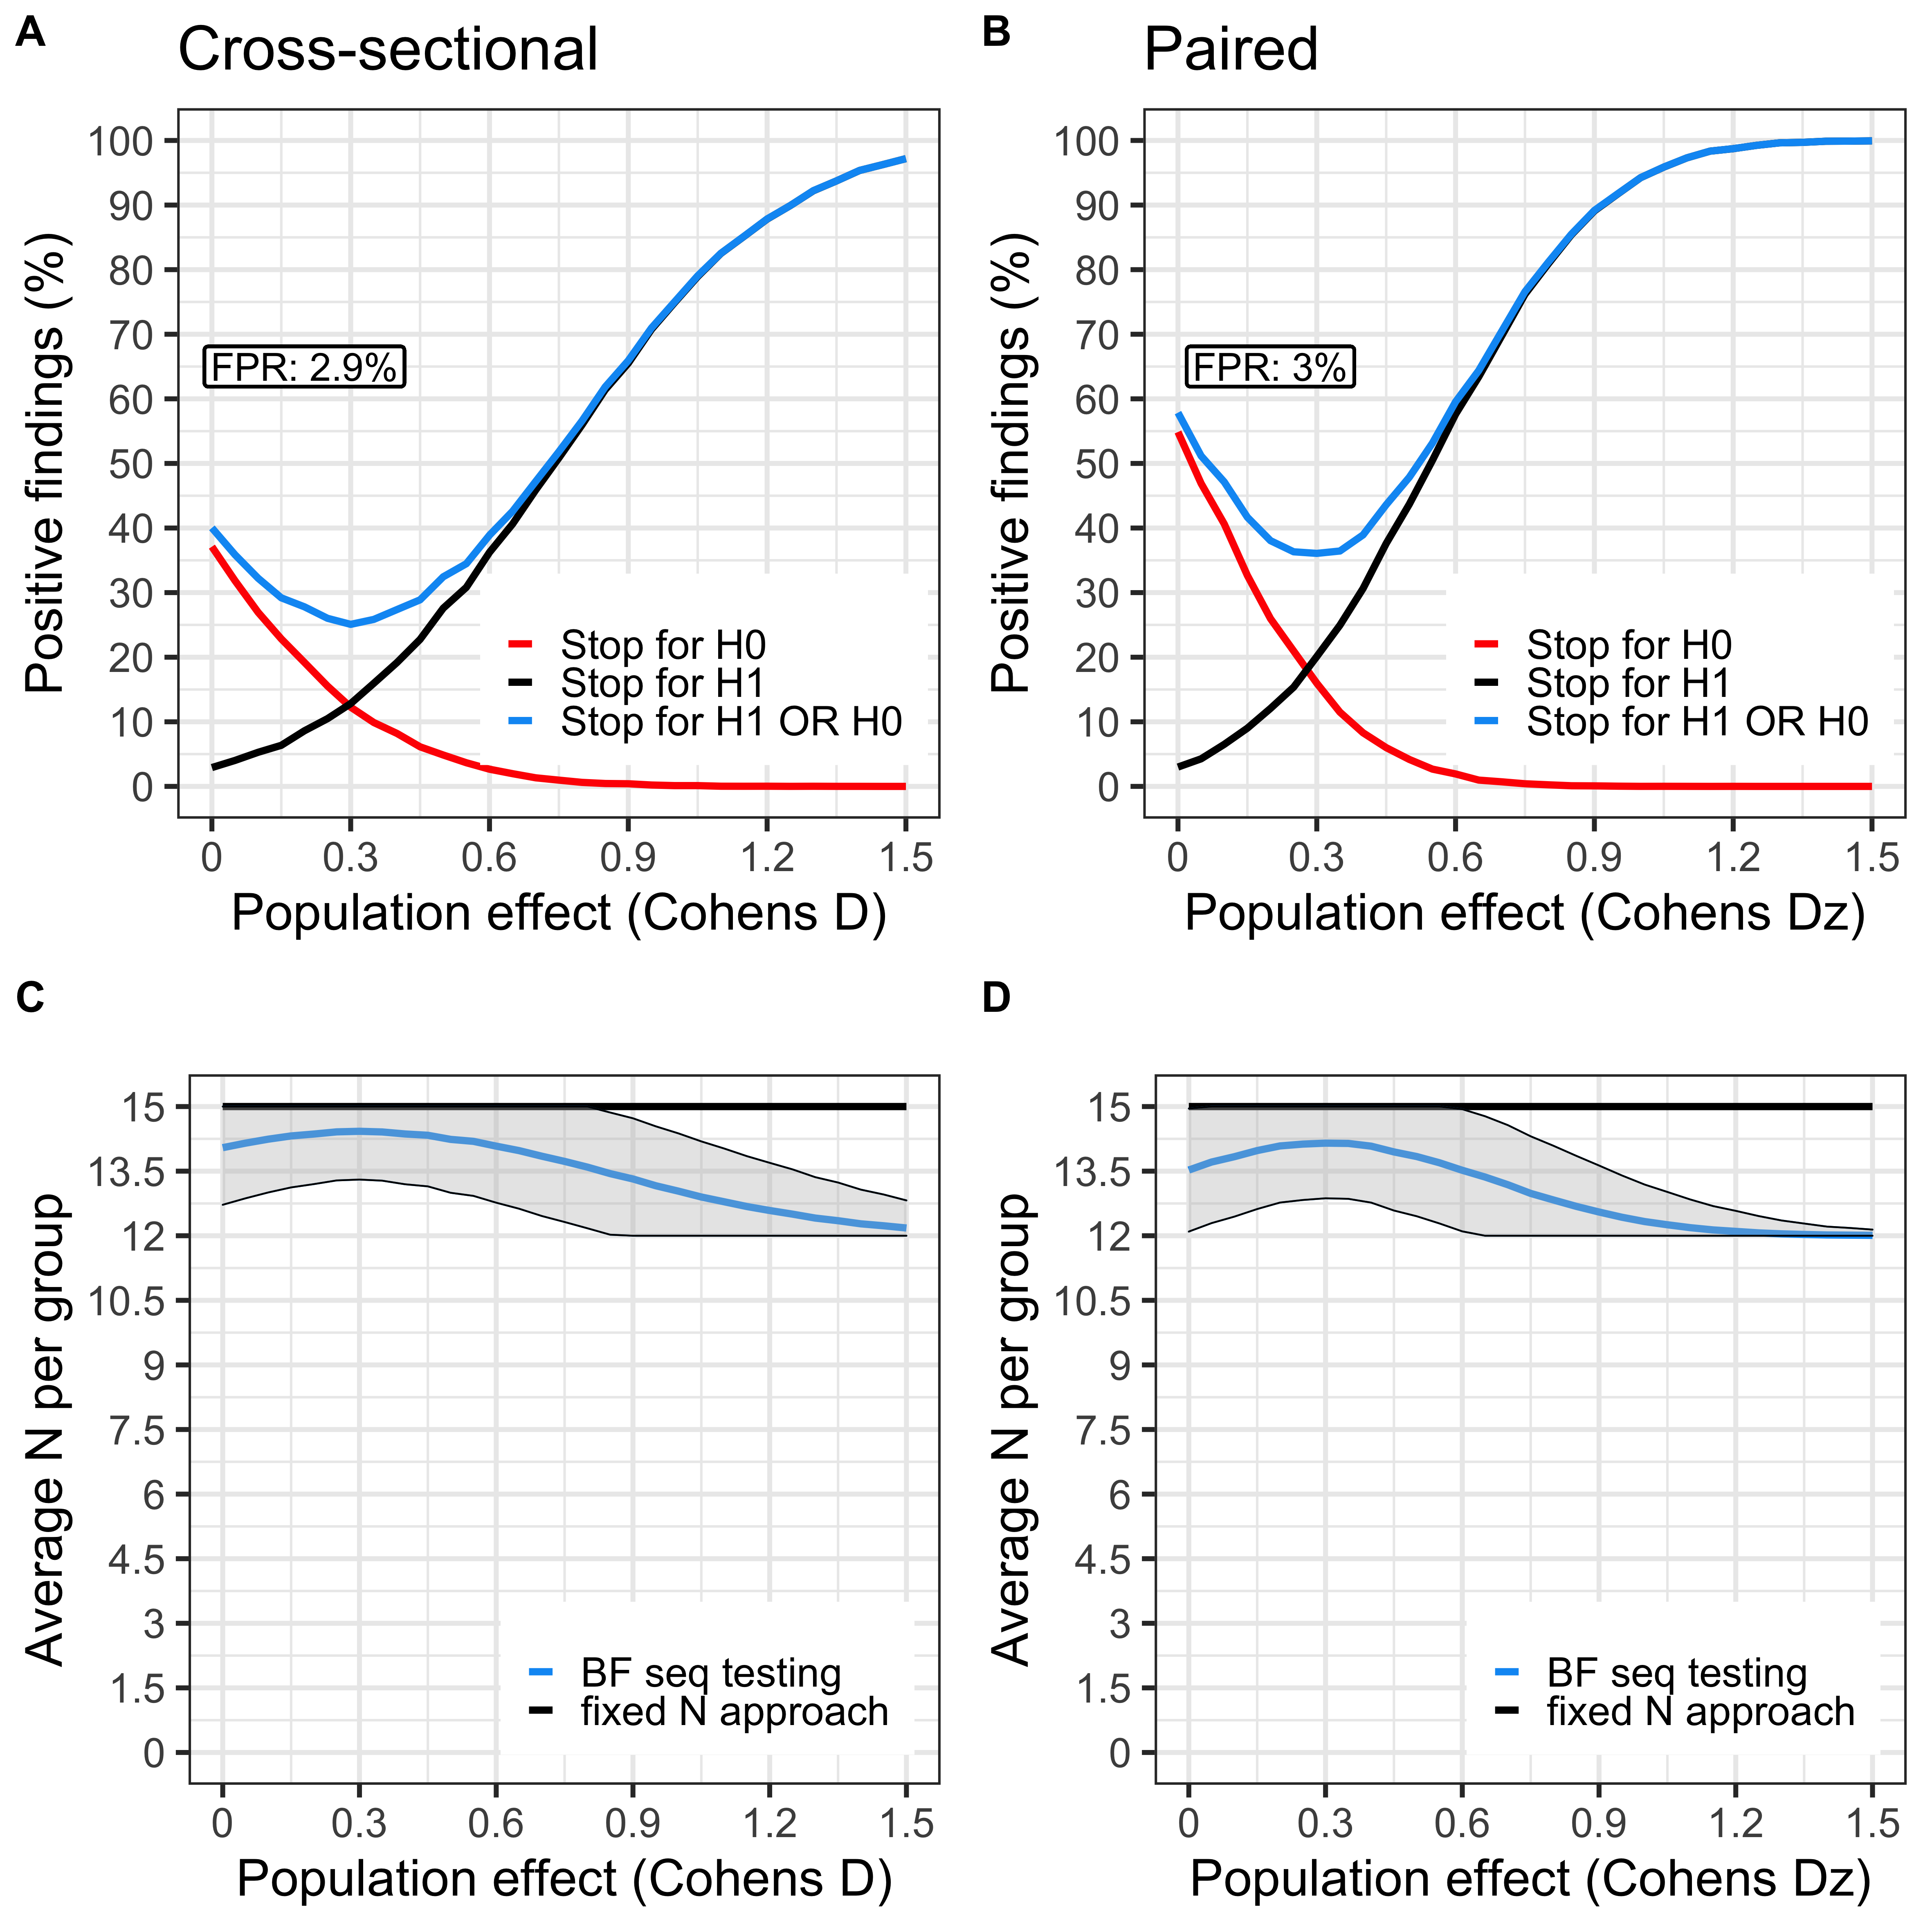 A
Cross-sectional
Positive findings (%)
100
90
80
70
60
50
40
30
20
10
0
FPR: 2.9%
Stop for H0
Stop for H1
Stop for H1 OR H0
0 0.3 0.6 0.9 1.2 1.5
Population effect (Cohens D)
B
Paired
Positive findings (%)
100
90
80
70
60
50
40
30
20
10
0
FPR: 3%
Stop for H0
Stop for H1
Stop for H1 OR H0
0 0.3 0.6 0.9 1.2 1.5
Population effect (Cohens Dz)
C
Average N per group
15
13.5
12
10.5
9
7.5
6
4.5
3
1.5
0
BF seq testing
fixed N approach
0 0.3 0.6 0.9 1.2 1.5
Population effect (Cohens D)
D
Average N per group
15
13.5
12
10.5
9
7.5
6
4.5
3
1.5
0
BF seq testing
fixed N approach
0 0.3 0.6 0.9 1.2 1.5
Population effect (Cohens Dz)